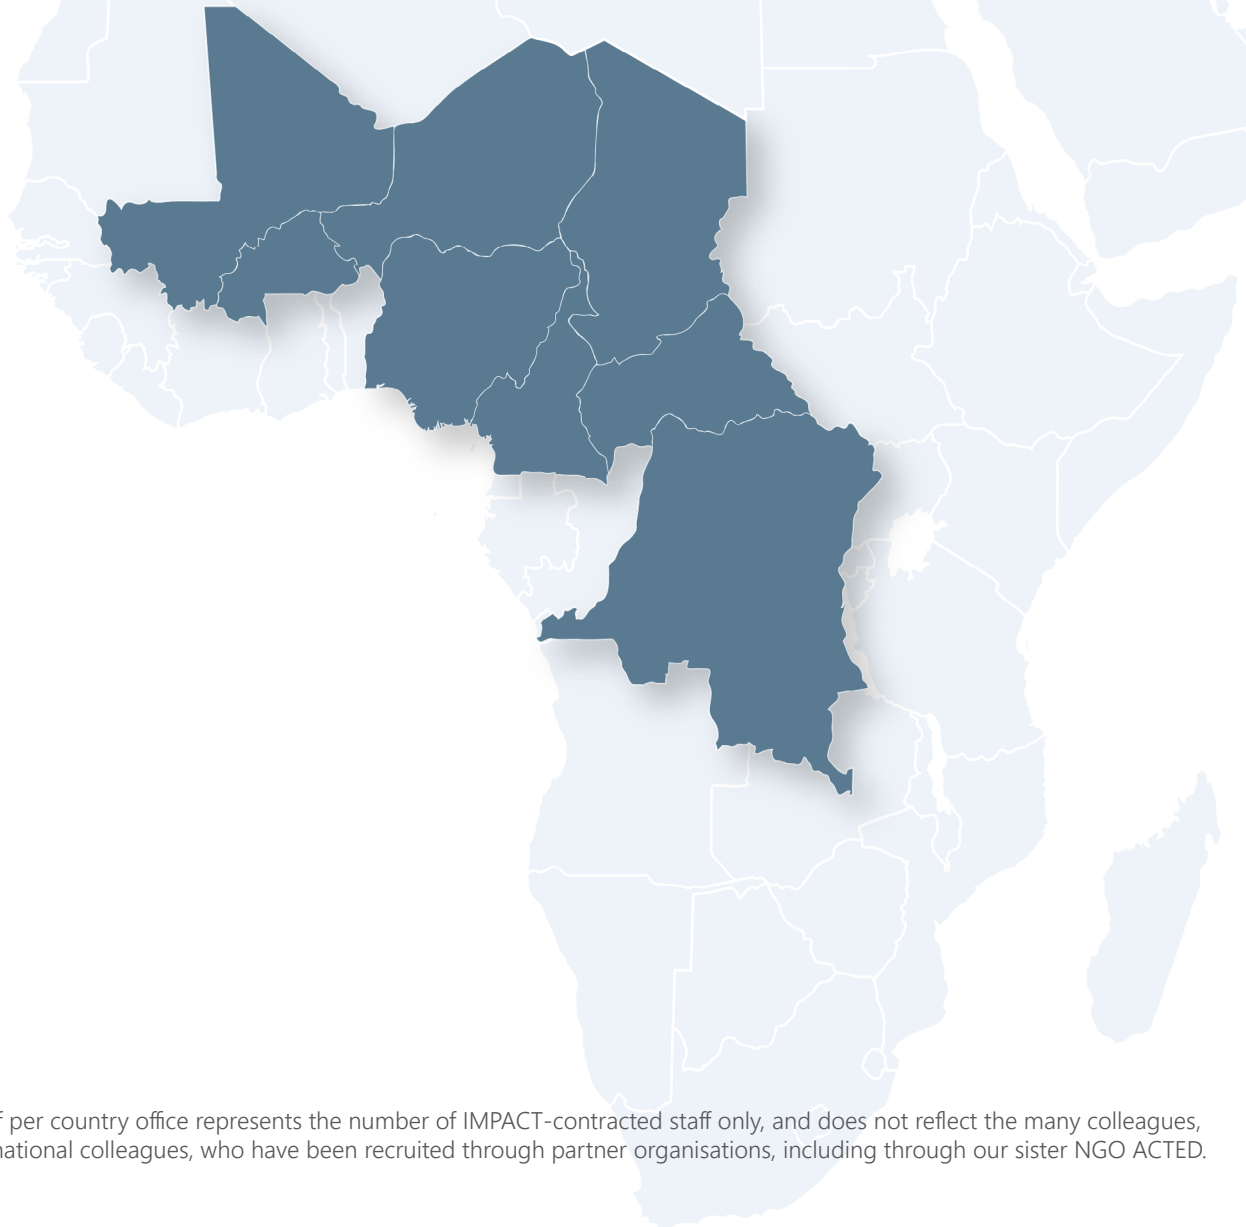 per country office represents the number of IMPACT-contracted staff only, and does not reflect the many colleagues,
colleagues, who have been recruited through partner organisations, including through our sister NGO ACTED.